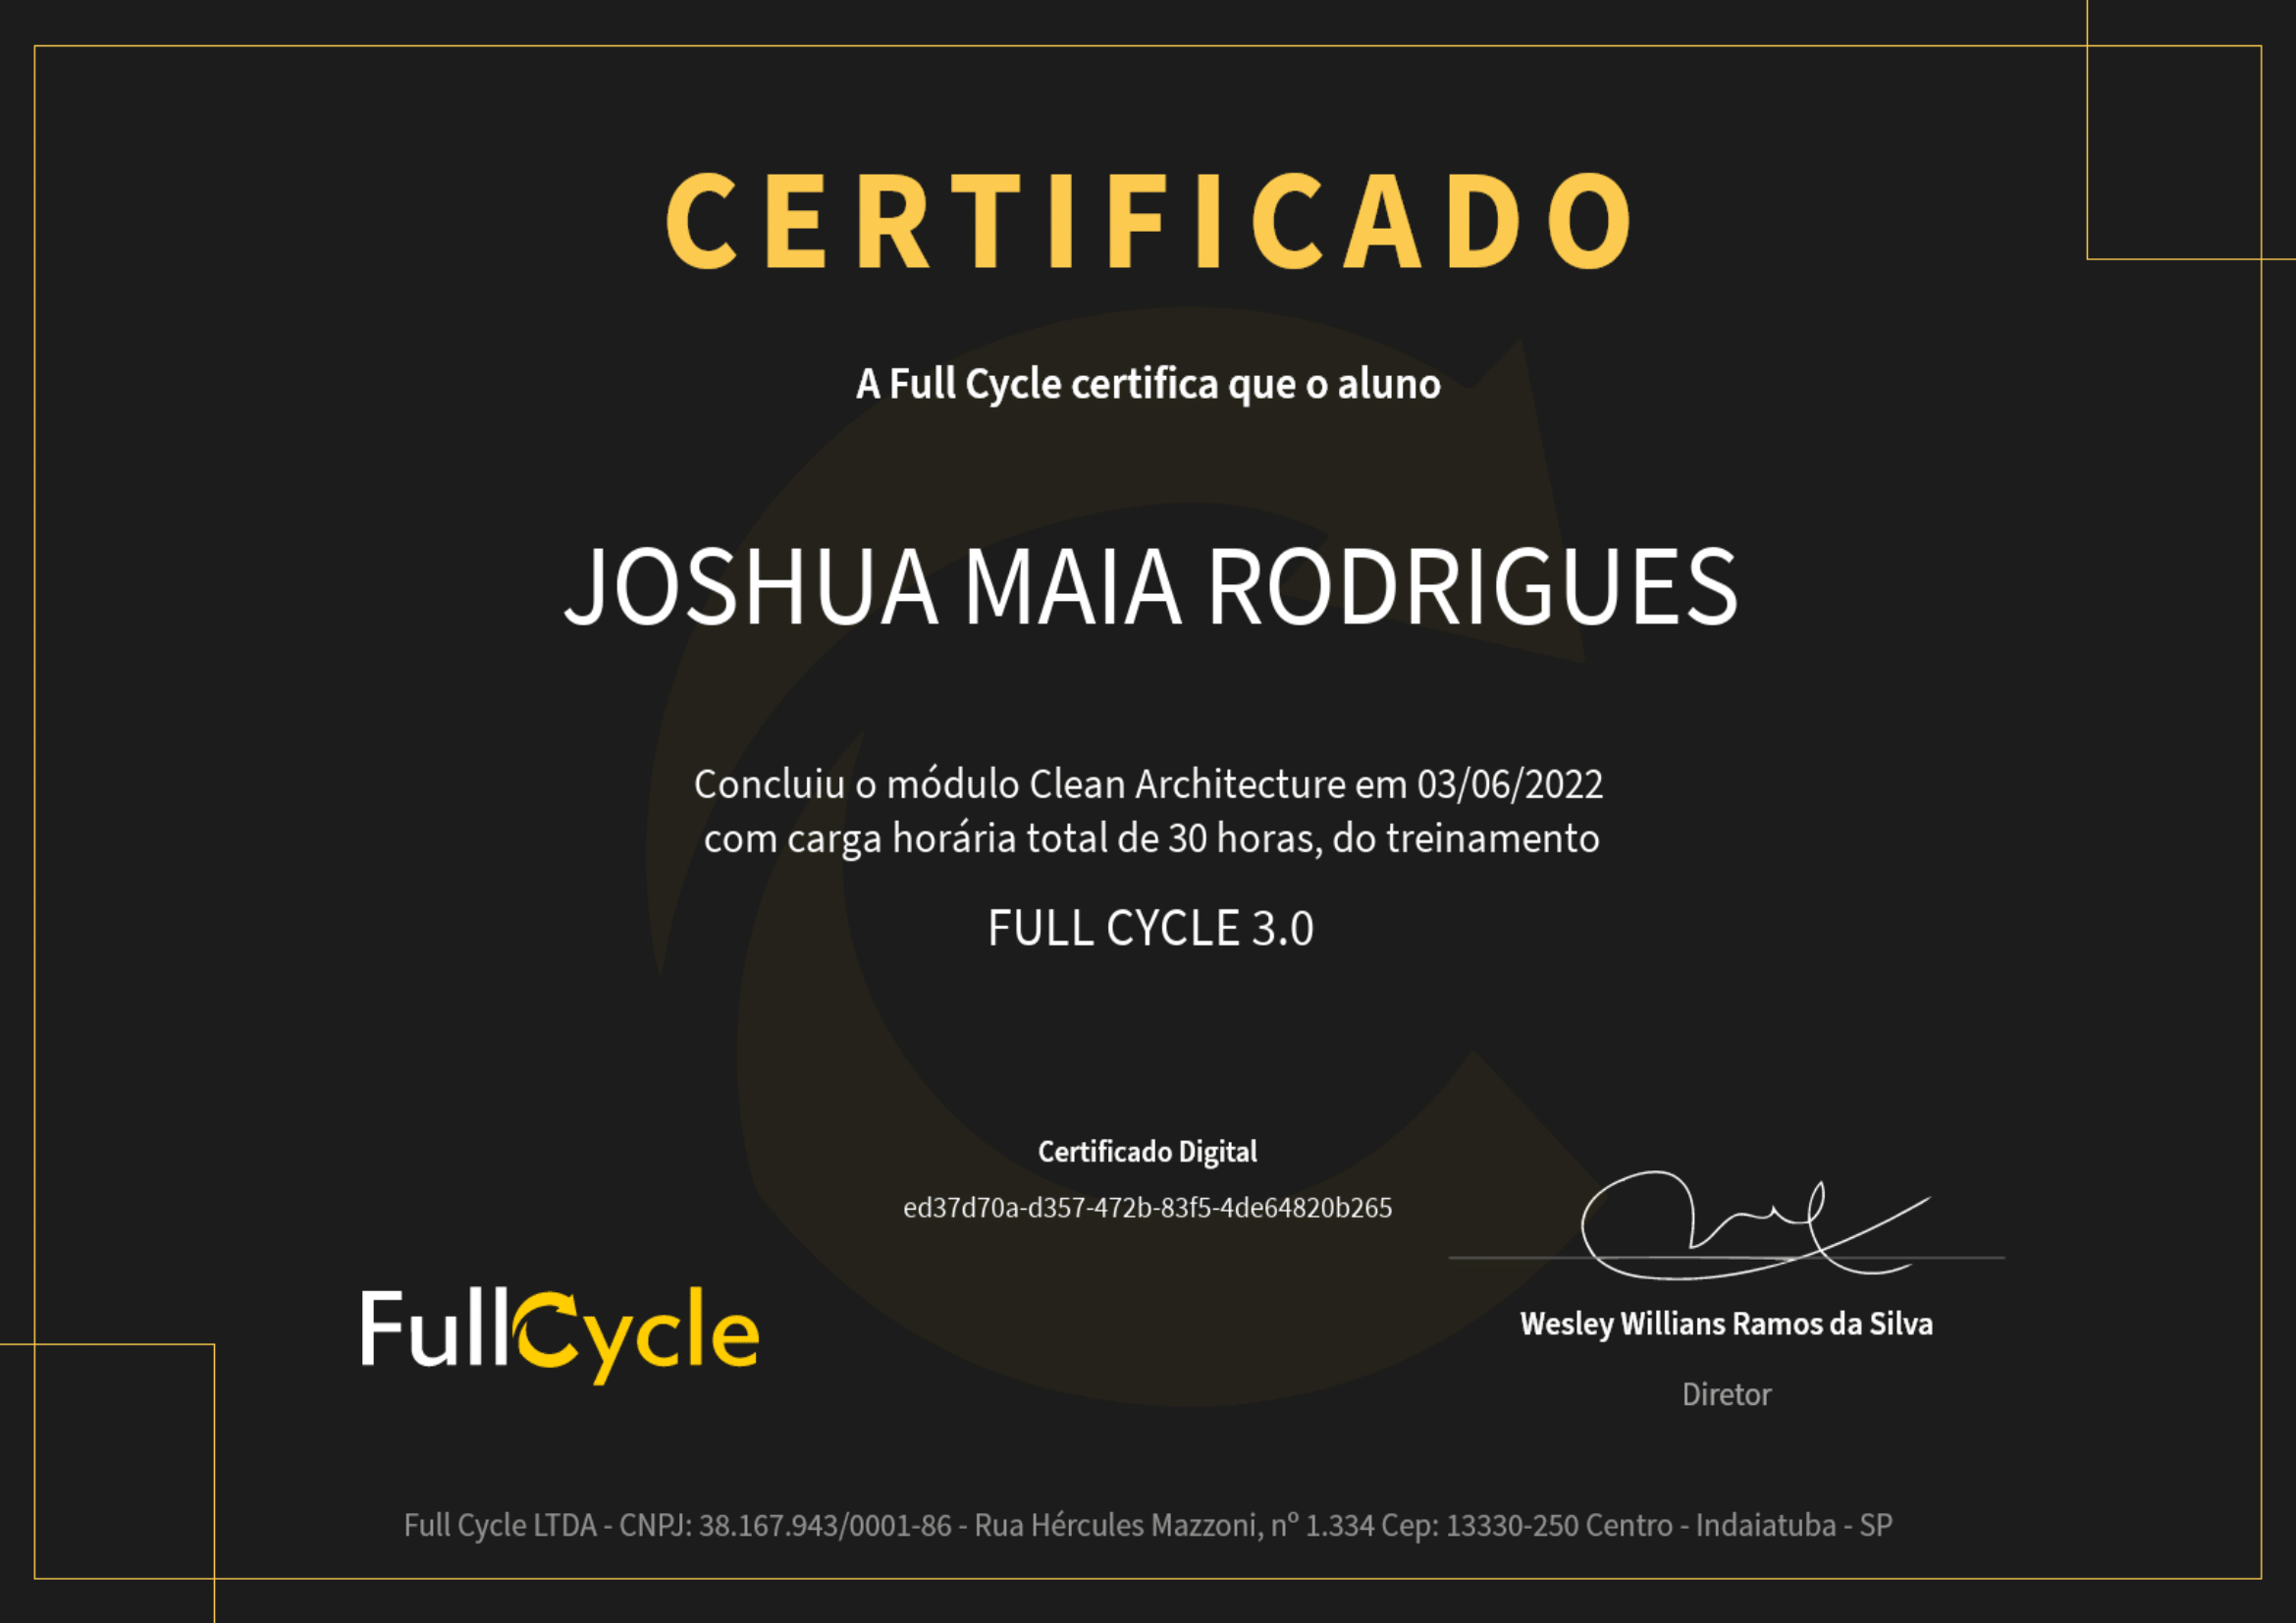 CERTIFICADO
A Full Cycle certifica que o aluno
JOSHUA MAIA RODRIGUES
Concluiu o módulo Clean Architecture em 03/06/2022
com carga horária total de 30 horas, do treinamento
FULL CYCLE 3.0
Certificado Digital
ed37d70a-d357-472b-83f5-4de64820b265
FullCycle
Wesley Willians Ramos da Silva
Diretor
Full Cycle LTDA - CNPJ: 38.167.943/0001-86 - Rua Hércules Mazzoni, nº 1.334 Cep: 13330-250 Centro - Indaiatuba - SP